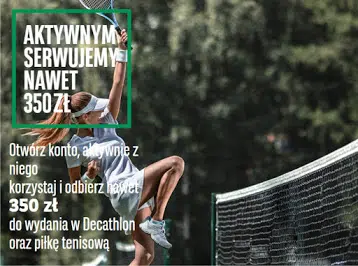 AKTYWNYM
SERWUJEMY
NAWET
350 ZŁ
Otwórz konto, aktywnie z
niego
korzystaj i odbierz nawet
350 zł
do wydania w Decathlon
oraz piłkę tenisową